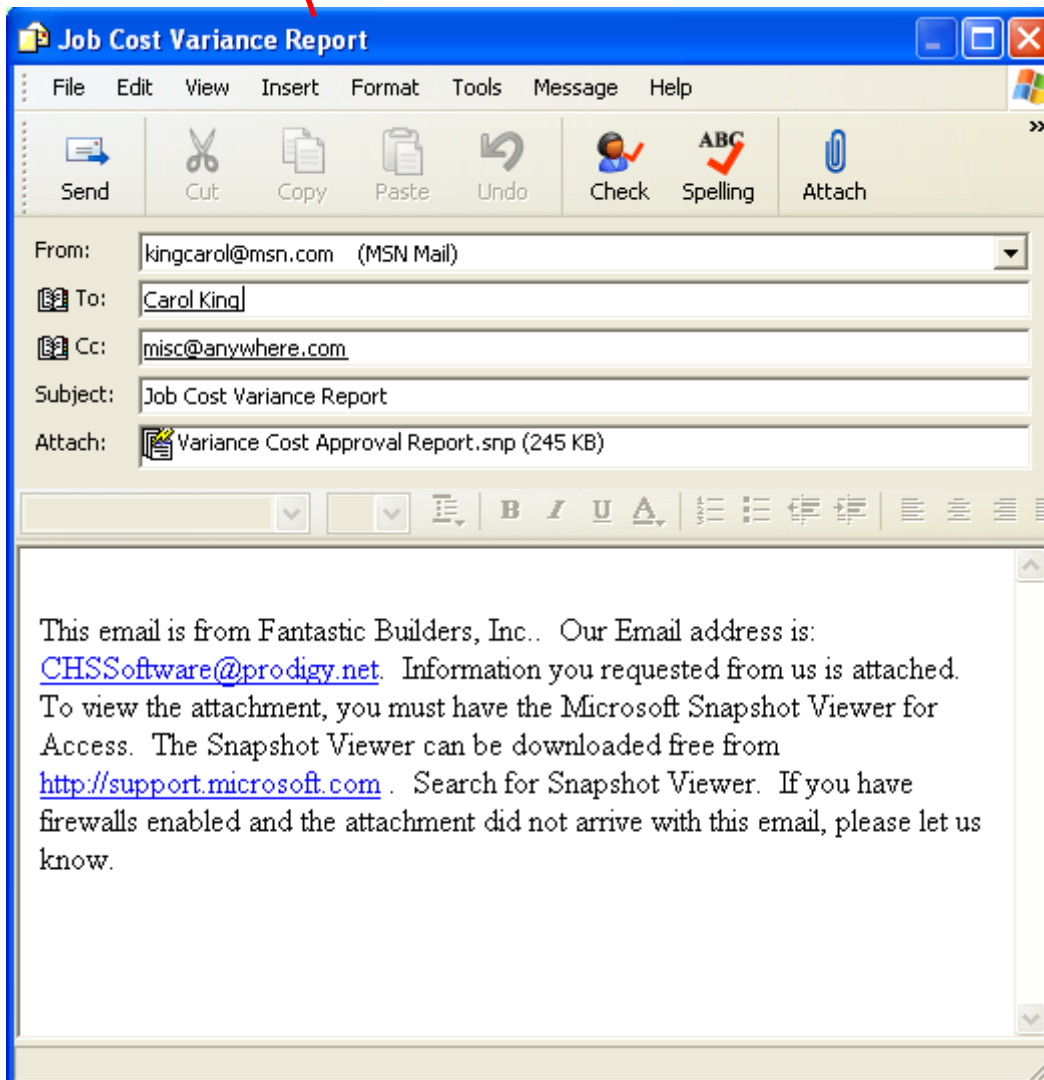 Job Cost Variance Report
File Edit View Insert Format Tools Message Help
»
ABC
Send Cut Copy Paste Undo Check Spelling Attach
From: kingcarol@msn.com (MSN Mail)
To: Carol King
Cc: misc@anywhere.com
Subject: Job Cost Variance Report
Attach: Variance Cost Approval Report.snp (245 KB)
B I U A
This email is from Fantastic Builders, Inc.. Our Email address is:
CHSSoftware@prodigy.net. Information you requested from us is attached.
To view the attachment, you must have the Microsoft Snapshot Viewer for
Access. The Snapshot Viewer can be downloaded free from
http://support.microsoft.com . Search for Snapshot Viewer. If you have
firewalls enabled and the attachment did not arrive with this email, please let us
know.